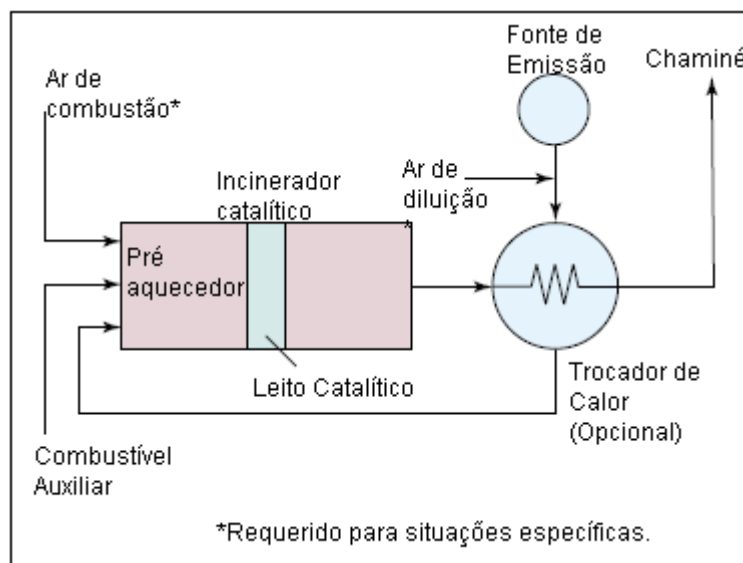 Fonte de
Emissão
Chaminé
Ar de
combustão*
Ar de
diluição
*
Incinerador
catalítico
Pré
aquecedor
Leito Catalítico
Trocador de
Calor
(Opcional)
Combustível
Auxiliar
*Requerido para situações específicas.